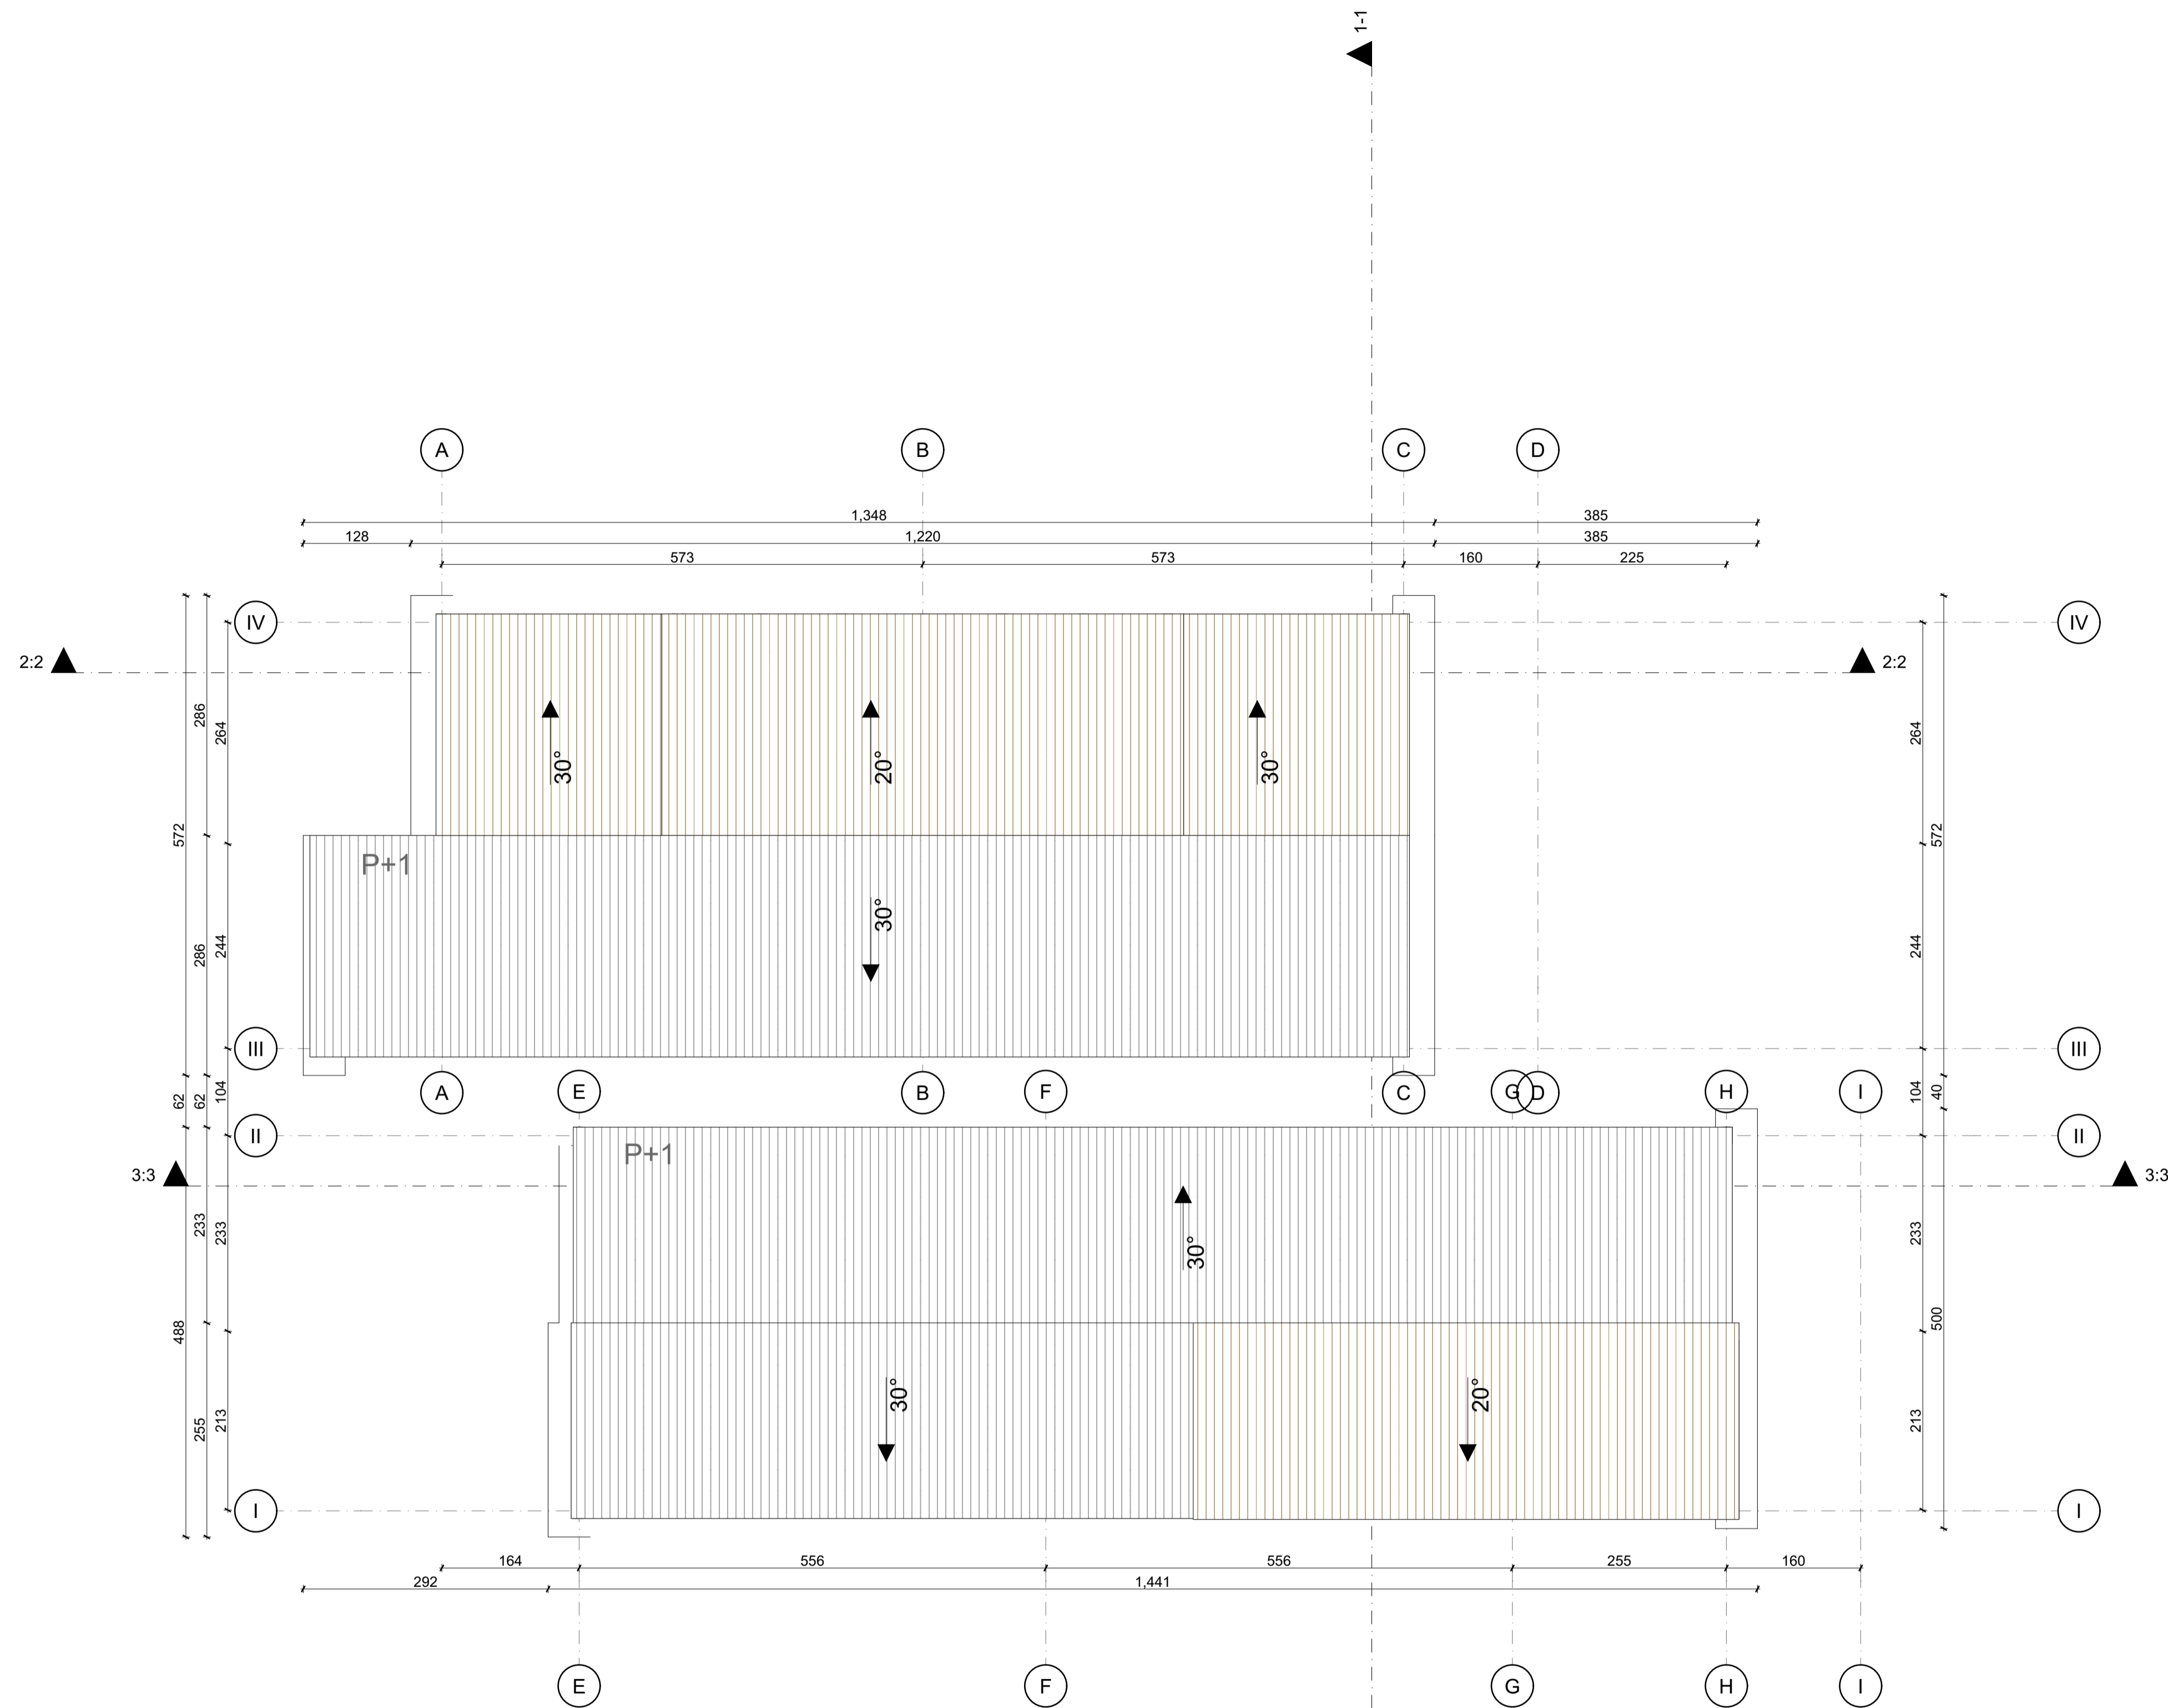 1-1
A B C D
1,348 385
128 1,220 385
573 573 160 225
IV IV
2:2 2:2
286 264 264
30° 20° 30°
572 572
P+1
30°
286 244 244
III III
62 62 104 104 40
A E B F C G D H I
II II
P+1
3:3 3:3
233 233 233
30°
488 500
30° 20°
255 213 213
I I
164 556 556 255 160
292 1,441
E F G H I